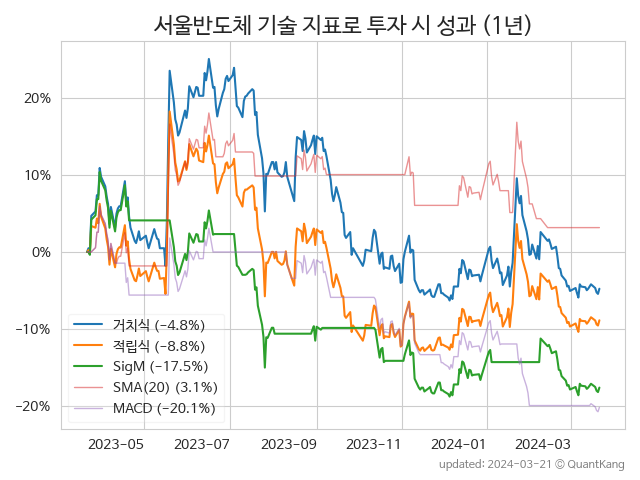 서울반도체 기술 지표로 투자 시 성과 (1년)
20%
10%
0%
−10%
−20%
거치식 (−4.8%)
적립식 (−8.8%)
SigM (−17.5%)
SMA(20) (3.1%)
MACD (−20.1%)
2023-05 2023-07 2023-09 2023-11 2024-01 2024-03
updated: 2024-03-21 © QuantKang